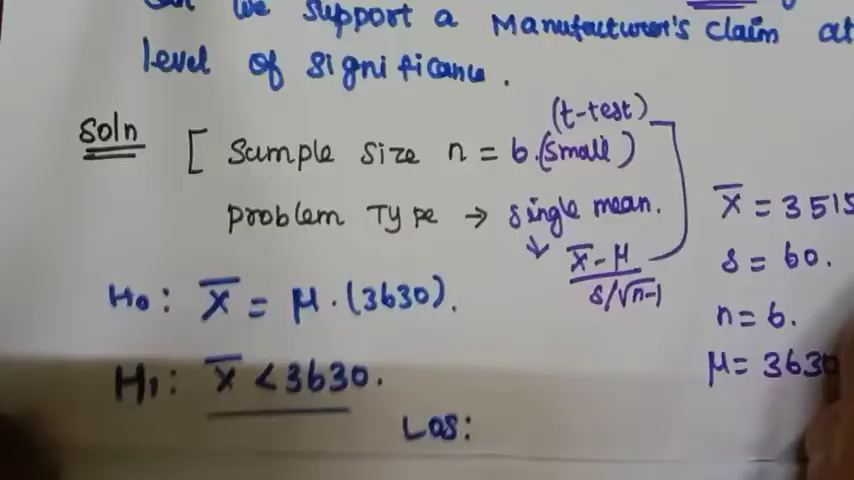 we support a Manufacturer's claim at
level of significance.
Soln
(t-test)
[ Sample size n = 6. (small)
problem Type → single mean.
x̄ - μ
s/√n-1
H₀ : x̄ = μ . (3630).
H₁ : x̄ < 3630.
LOS:
x̄ = 3515
s = 60.
n = 6.
μ = 3630